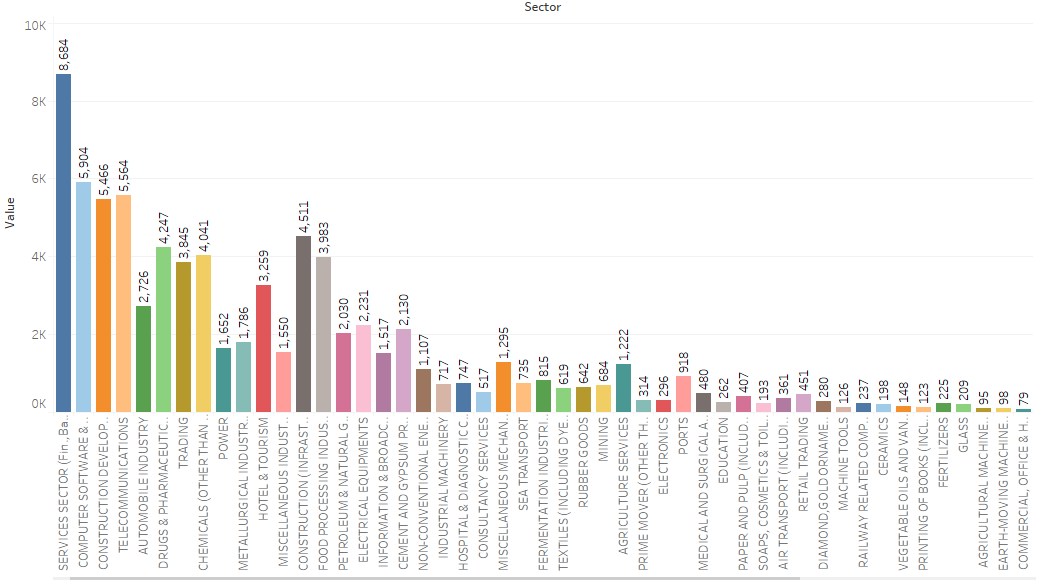 Sector
10K
8K
6K
4K
2K
0K
Value
8,684
5,904
5,466
5,564
2,726
4,247
3,845
4,041
1,652
1,786
3,259
1,550
4,511
3,983
2,030
2,231
1,517
2,130
1,107
717
747
517
1,295
735
815
619
642
684
1,222
314
296
918
480
262
407
193
361
451
280
126
237
198
148
123
225
209
95
98
79
SERVICES SECTOR (Fin.,Ba..
COMPUTER SOFTWARE &..
CONSTRUCTION DEVELOP..
TELECOMMUNICATIONS
AUTOMOBILE INDUSTRY
DRUGS & PHARMACEUTIC..
TRADING
CHEMICALS (OTHER THAN..
POWER
METALLURGICAL INDUSTR..
HOTEL & TOURISM
MISCELLANEOUS INDUST..
CONSTRUCTION (INFRAST..
FOOD PROCESSING INDUS..
PETROLEUM & NATURAL G..
ELECTRICAL EQUIPMENTS
INFORMATION & BROADC..
CEMENT AND GYPSUM PR..
NON-CONVENTIONAL ENE..
INDUSTRIAL MACHINERY
HOSPITAL & DIAGNOSTIC C..
CONSULTANCY SERVICES
MISCELLANEOUS MECHAN..
SEA TRANSPORT
FERMENTATION INDUSTRI..
TEXTILES (INCLUDING DYE..
RUBBER GOODS
MINING
AGRICULTURE SERVICES
PRIME MOVER (OTHER TH..
ELECTRONICS
PORTS
MEDICAL AND SURGICAL A..
EDUCATION
PAPER AND PULP (INCLUD..
SOAPS, COSMETICS & TOIL..
AIR TRANSPORT (INCLUDI..
RETAIL TRADING
DIAMOND,GOLD ORNAME..
MACHINE TOOLS
RAILWAY RELATED COMP..
CERAMICS
VEGETABLE OILS AND VAN..
PRINTING OF BOOKS (INCL..
FERTILIZERS
GLASS
AGRICULTURAL MACHINE..
EARTH-MOVING MACHINE..
COMMERCIAL, OFFICE & H..